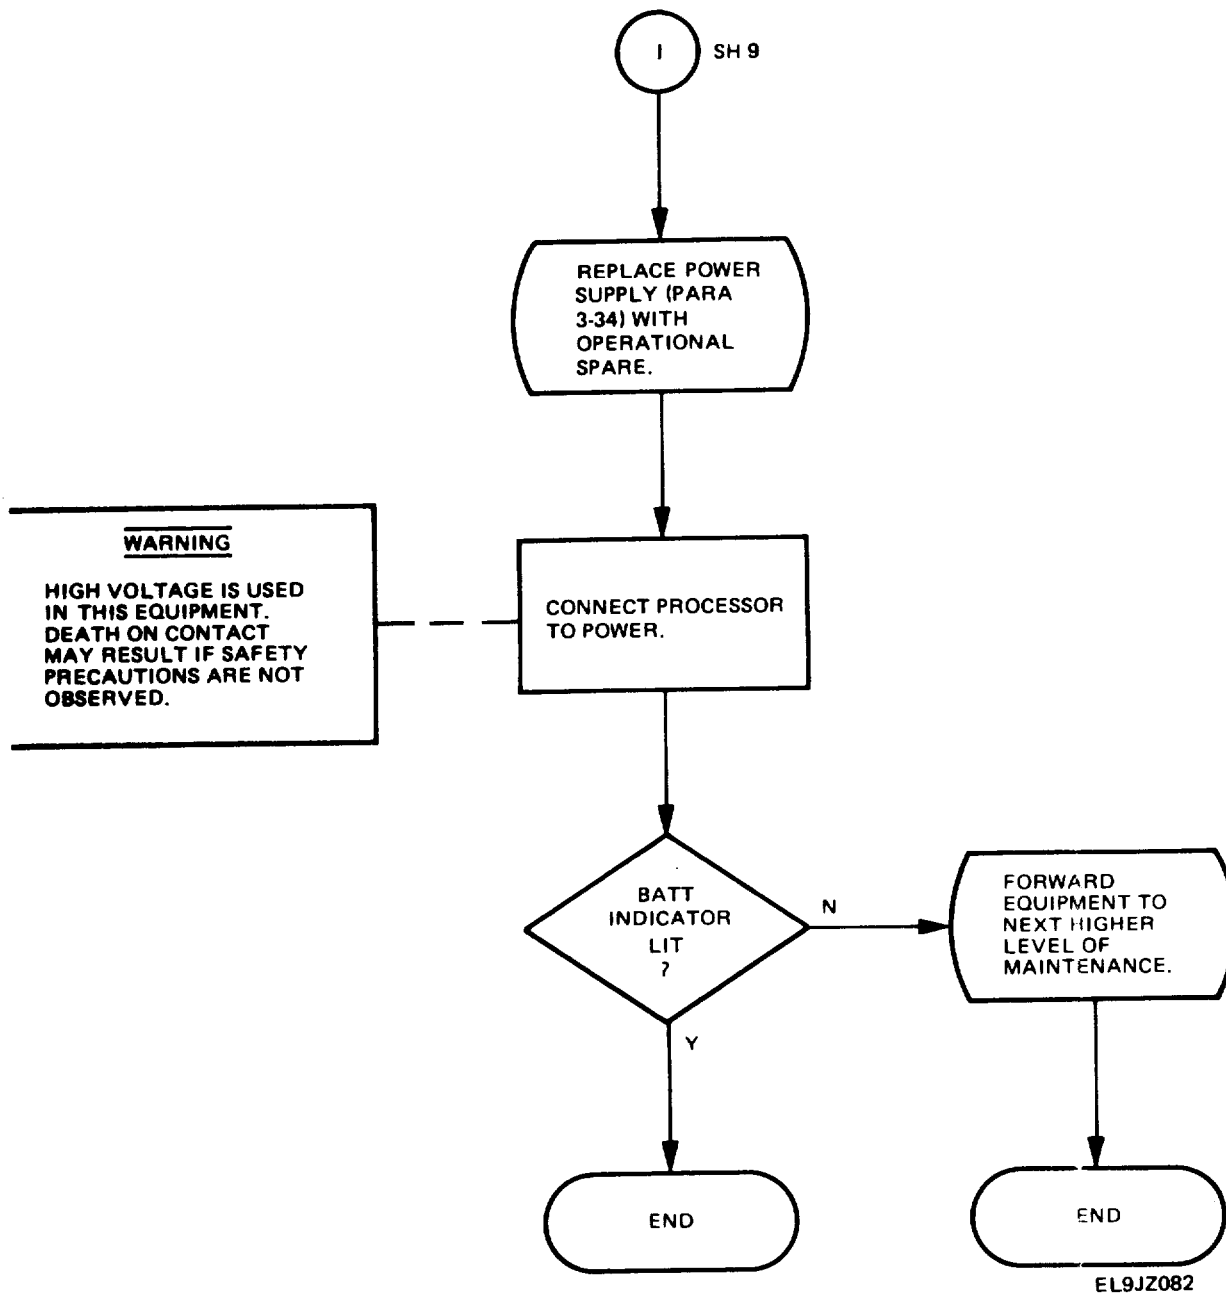 I SH 9
REPLACE POWER
SUPPLY (PARA
3-34) WITH
OPERATIONAL
SPARE.
WARNING
HIGH VOLTAGE IS USED
IN THIS EQUIPMENT.
DEATH ON CONTACT
MAY RESULT IF SAFETY
PRECAUTIONS ARE NOT
OBSERVED.
CONNECT PROCESSOR
TO POWER.
BATT
INDICATOR
LIT
?
N
FORWARD
EQUIPMENT TO
NEXT HIGHER
LEVEL OF
MAINTENANCE.
Y
END
END
EL9JZ082